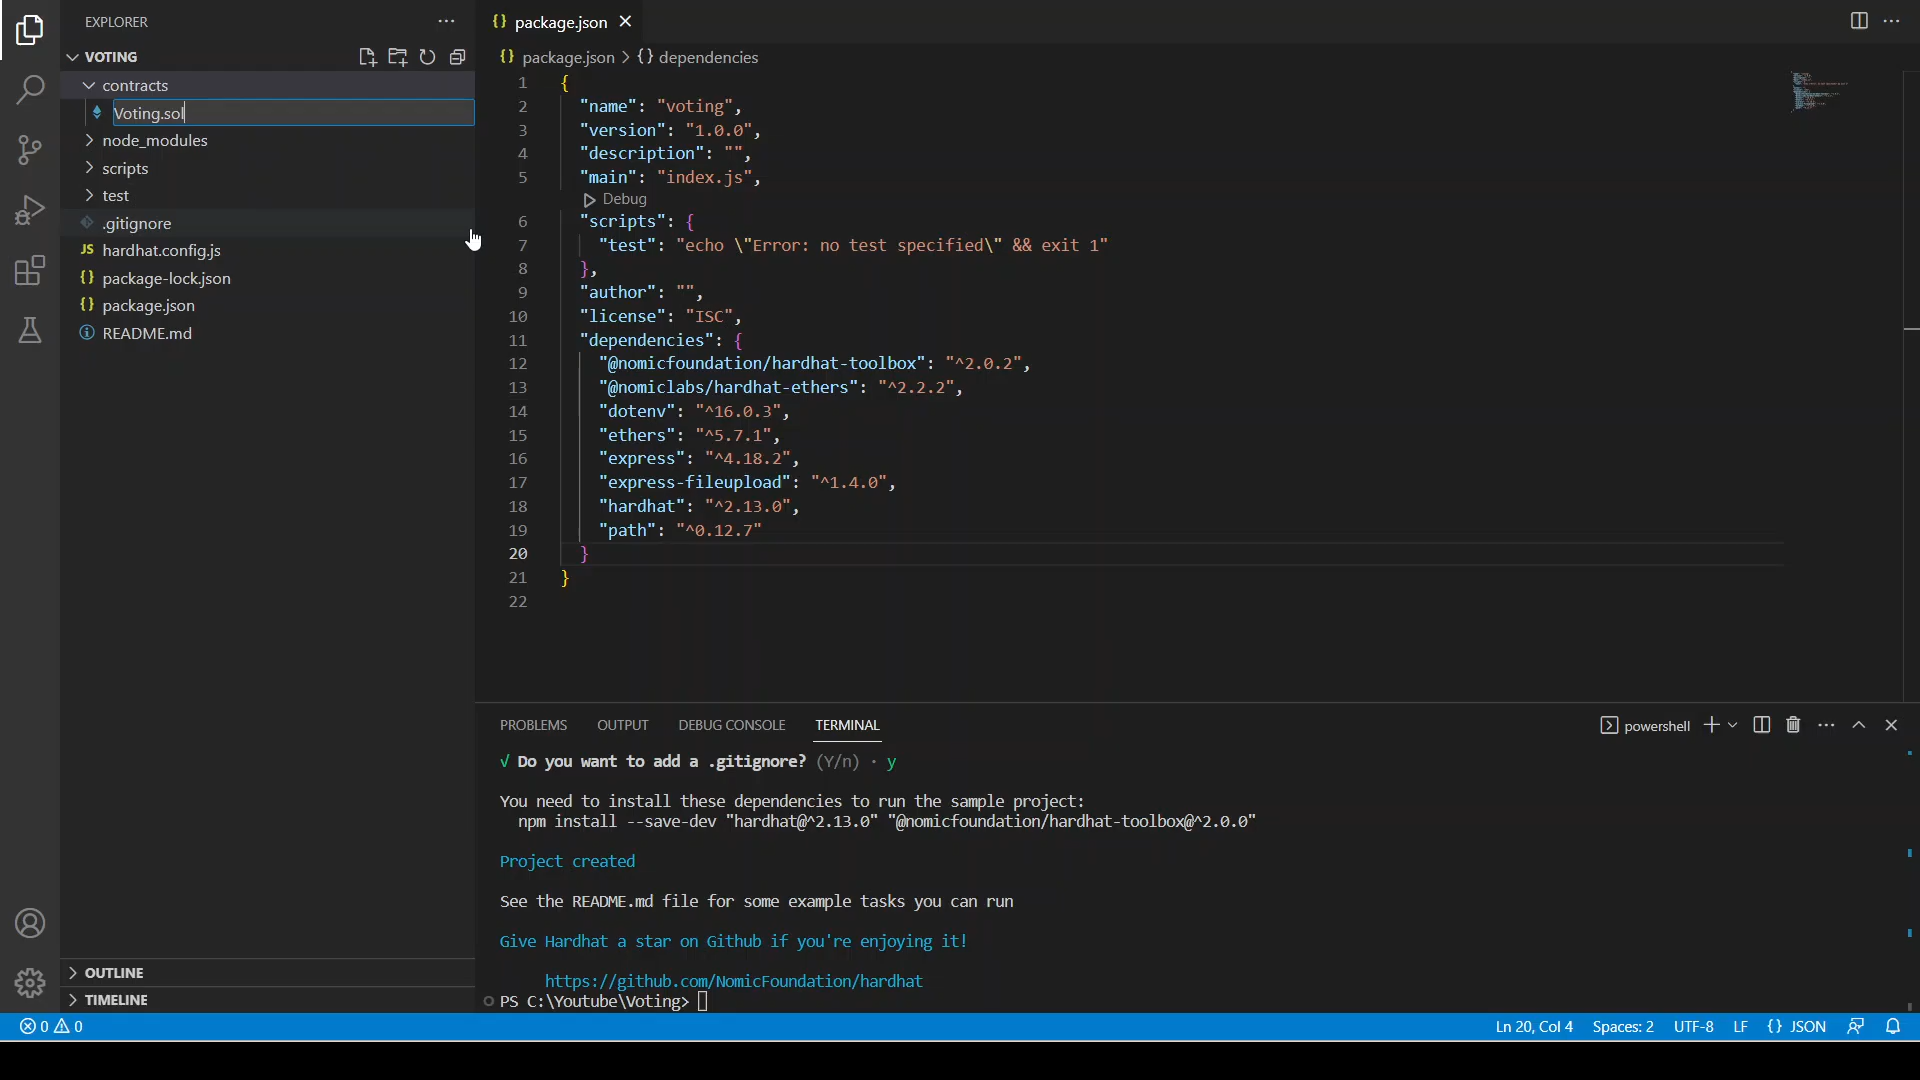 EXPLORER
VOTING
contracts
Voting.sol
node_modules
scripts
test
.gitignore
JS hardhat.config.js
{} package-lock.json
{} package.json
README.md
OUTLINE
TIMELINE
{} package.json
{} package.json > {} dependencies
1 {
2 "name": "voting",
3 "version": "1.0.0",
4 "description": "",
5 "main": "index.js",
Debug
6 "scripts": {
7 "test": "echo \"Error: no test specified\" && exit 1"
8 },
9 "author": "",
10 "license": "ISC",
11 "dependencies": {
12 "@nomicfoundation/hardhat-toolbox": "^2.0.2",
13 "@nomiclabs/hardhat-ethers": "^2.2.2",
14 "dotenv": "^16.0.3",
15 "ethers": "^5.7.1",
16 "express": "^4.18.2",
17 "express-fileupload": "^1.4.0",
18 "hardhat": "^2.13.0",
19 "path": "^0.12.7"
20 }
21 }
22
PROBLEMS OUTPUT DEBUG CONSOLE TERMINAL
powershell
√ Do you want to add a .gitignore? (Y/n) · y
You need to install these dependencies to run the sample project:
npm install --save-dev "hardhat@^2.13.0" "@nomicfoundation/hardhat-toolbox@^2.0.0"
Project created
See the README.md file for some example tasks you can run
Give Hardhat a star on Github if you're enjoying it!
https://github.com/NomicFoundation/hardhat
PS C:\Youtube\Voting>
0 0
Ln 20, Col 4 Spaces: 2 UTF-8 LF {} JSON